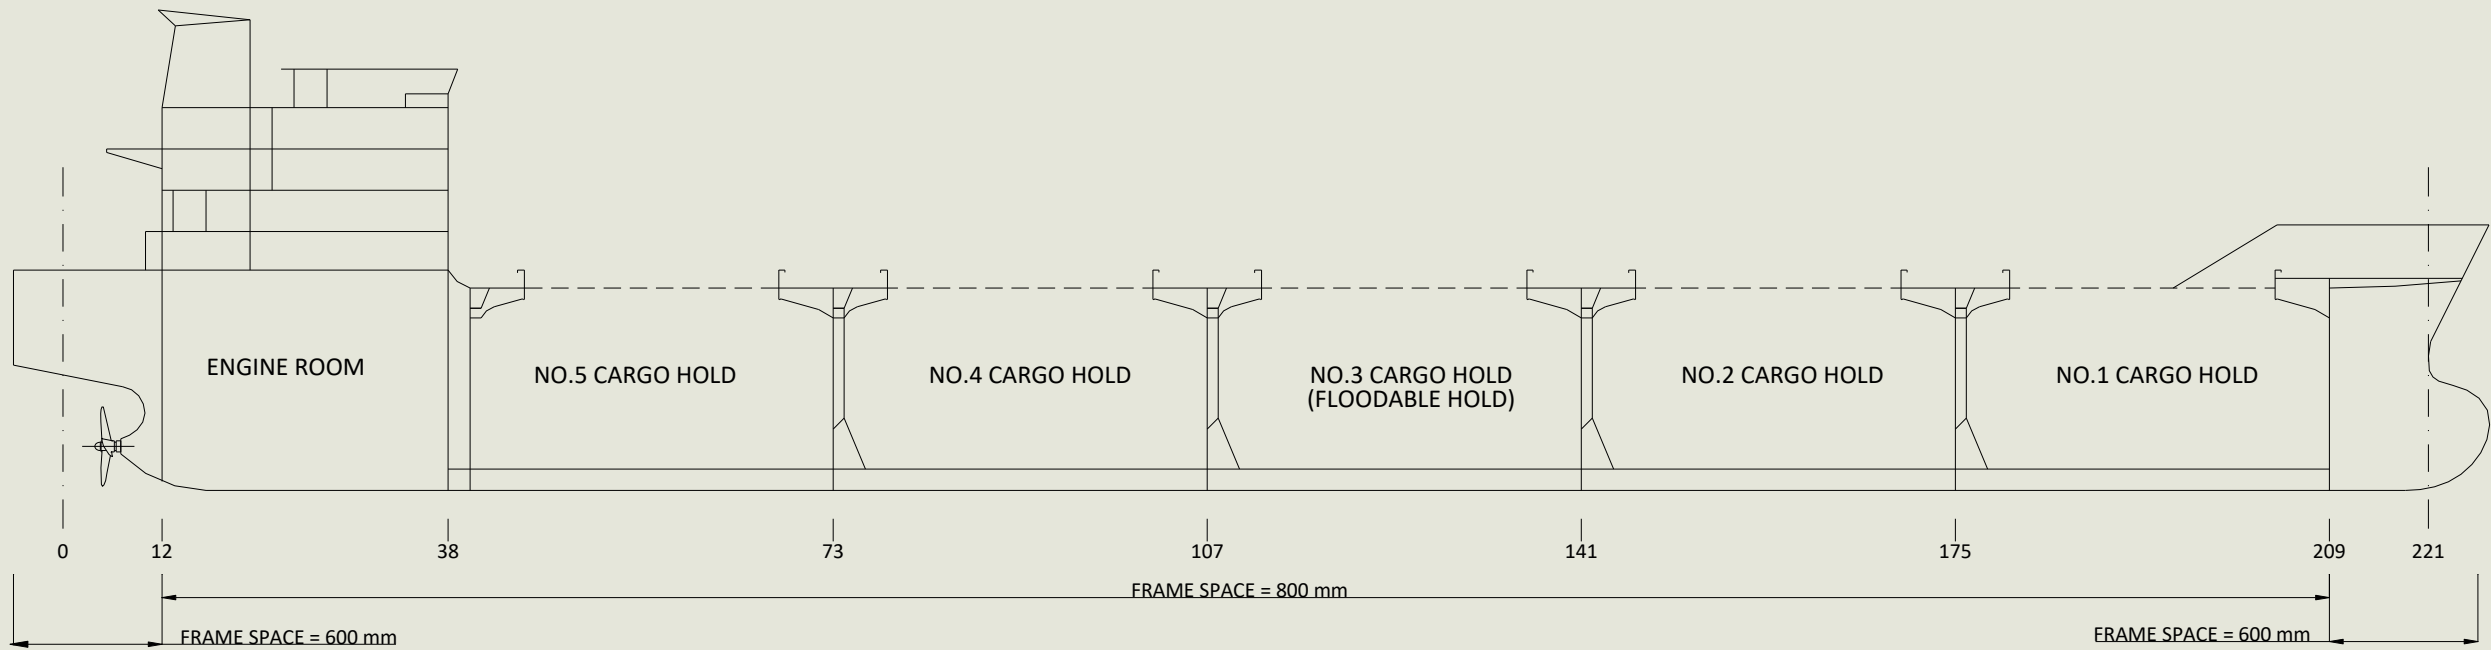 ENGINE ROOM
NO.5 CARGO HOLD
NO.4 CARGO HOLD
NO.3 CARGO HOLD
(FLOODABLE HOLD)
NO.2 CARGO HOLD
NO.1 CARGO HOLD
0 12 38 73 107 141 175 209 221
FRAME SPACE = 800 mm
FRAME SPACE = 600 mm
FRAME SPACE = 600 mm